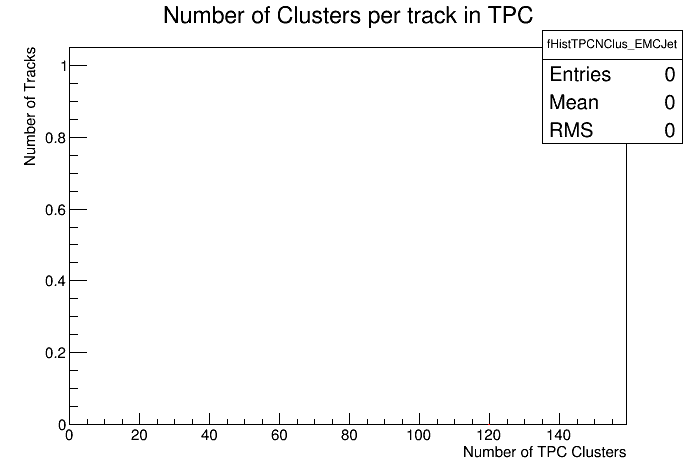 Number of Clusters per track in TPC
fHistTPCNClus_EMCJet
Entries 0
Mean 0
RMS 0
Number of Tracks
1
0.8
0.6
0.4
0.2
0
0 20 40 60 80 100 120 140
Number of TPC Clusters